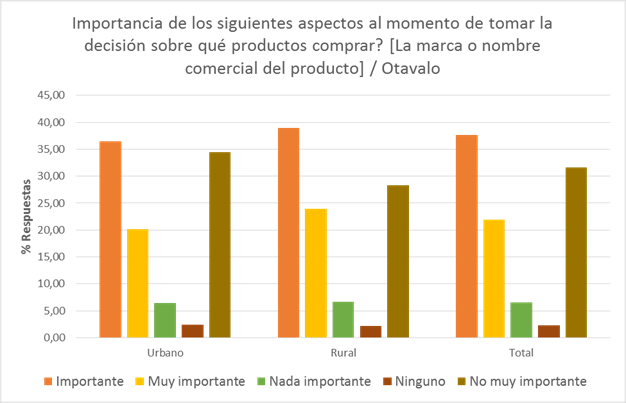 Importancia de los siguientes aspectos al momento de tomar la
decisión sobre qué productos comprar? [La marca o nombre
comercial del producto] / Otavalo
45,00
40,00
35,00
30,00
25,00
20,00
15,00
10,00
5,00
0,00
% Respuestas
Urbano Rural Total
Importante Muy importante Nada importante Ninguno No muy importante